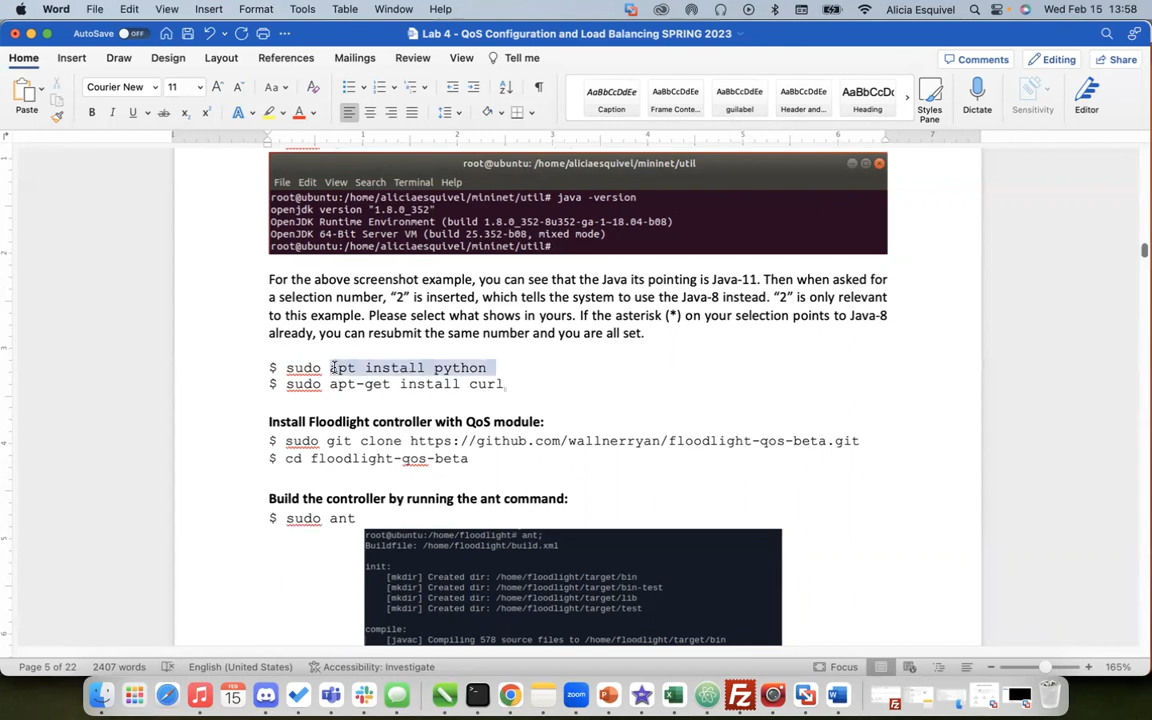 Word File Edit View Insert Format Tools Table Window Help Alicia Esquivel Wed Feb 15 13:58
AutoSave OFF Lab 4 - QoS Configuration and Load Balancing SPRING 2023
Home Insert Draw Design Layout References Mailings Review View Tell me Comments Editing Share
Paste Courier New 11 Caption Frame Conte... guilabel Header and... Heading Styles Pane Dictate Sensitivity Editor
root@ubuntu: /home/aliciaesquivel/mininet/util
File Edit View Search Terminal Help
root@ubuntu:/home/aliciaesquivel/mininet/util# java -version
openjdk version "1.8.0_352"
OpenJDK Runtime Environment (build 1.8.0_352-8u352-ga-1~18.04-b08)
OpenJDK 64-Bit Server VM (build 25.352-b08, mixed mode)
root@ubuntu:/home/aliciaesquivel/mininet/util#
For the above screenshot example, you can see that the Java its pointing is Java-11. Then when asked for
a selection number, “2” is inserted, which tells the system to use the Java-8 instead. “2” is only relevant
to this example. Please select what shows in yours. If the asterisk (*) on your selection points to Java-8
already, you can resubmit the same number and you are all set.
$ sudo apt install python
$ sudo apt-get install curl
Install Floodlight controller with QoS module:
$ sudo git clone https://github.com/wallnerryan/floodlight-qos-beta.git
$ cd floodlight-qos-beta
Build the controller by running the ant command:
$ sudo ant
root@ubuntu:/home/floodlight# ant;
Buildfile: /home/floodlight/build.xml
init:
[mkdir] Created dir: /home/floodlight/target/bin
[mkdir] Created dir: /home/floodlight/target/bin-test
[mkdir] Created dir: /home/floodlight/target/lib
[mkdir] Created dir: /home/floodlight/target/test
compile:
[javac] Compiling 578 source files to /home/floodlight/target/bin
Page 5 of 22 2407 words English (United States) Accessibility: Investigate Focus 165%